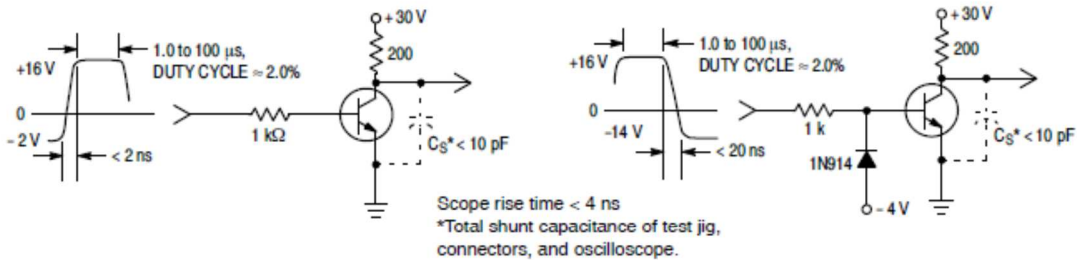 +30 V
200
1.0 to 100 μs,
DUTY CYCLE ≈ 2.0%
+16 V
0
- 2 V
< 2 ns
1 kΩ
CS* < 10 pF
+30 V
200
1.0 to 100 μs,
DUTY CYCLE ≈ 2.0%
+16 V
0
-14 V
< 20 ns
1 k
1N914
- 4 V
CS* < 10 pF
Scope rise time < 4 ns
*Total shunt capacitance of test jig,
connectors, and oscilloscope.